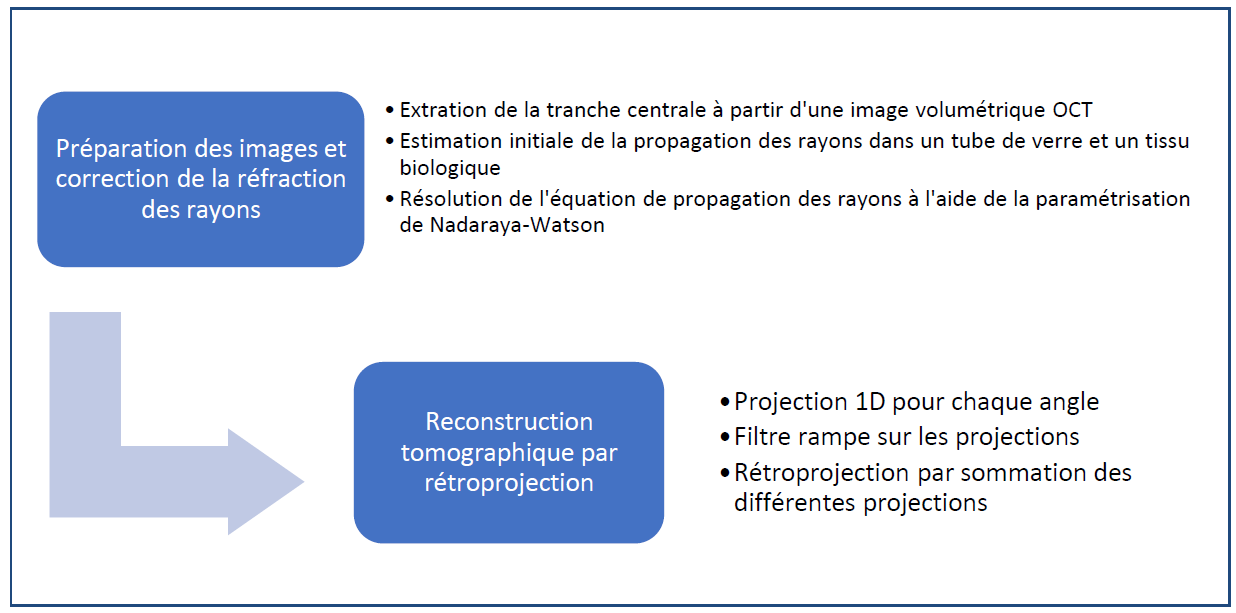 Préparation des images et
correction de la réfraction
des rayons
• Extration de la tranche centrale à partir d'une image volumétrique OCT
• Estimation initiale de la propagation des rayons dans un tube de verre et un tissu
biologique
• Résolution de l'équation de propagation des rayons à l'aide de la paramétrisation
de Nadaraya-Watson
Reconstruction
tomographique par
rétroprojection
• Projection 1D pour chaque angle
• Filtre rampe sur les projections
• Rétroprojection par sommation des
différentes projections